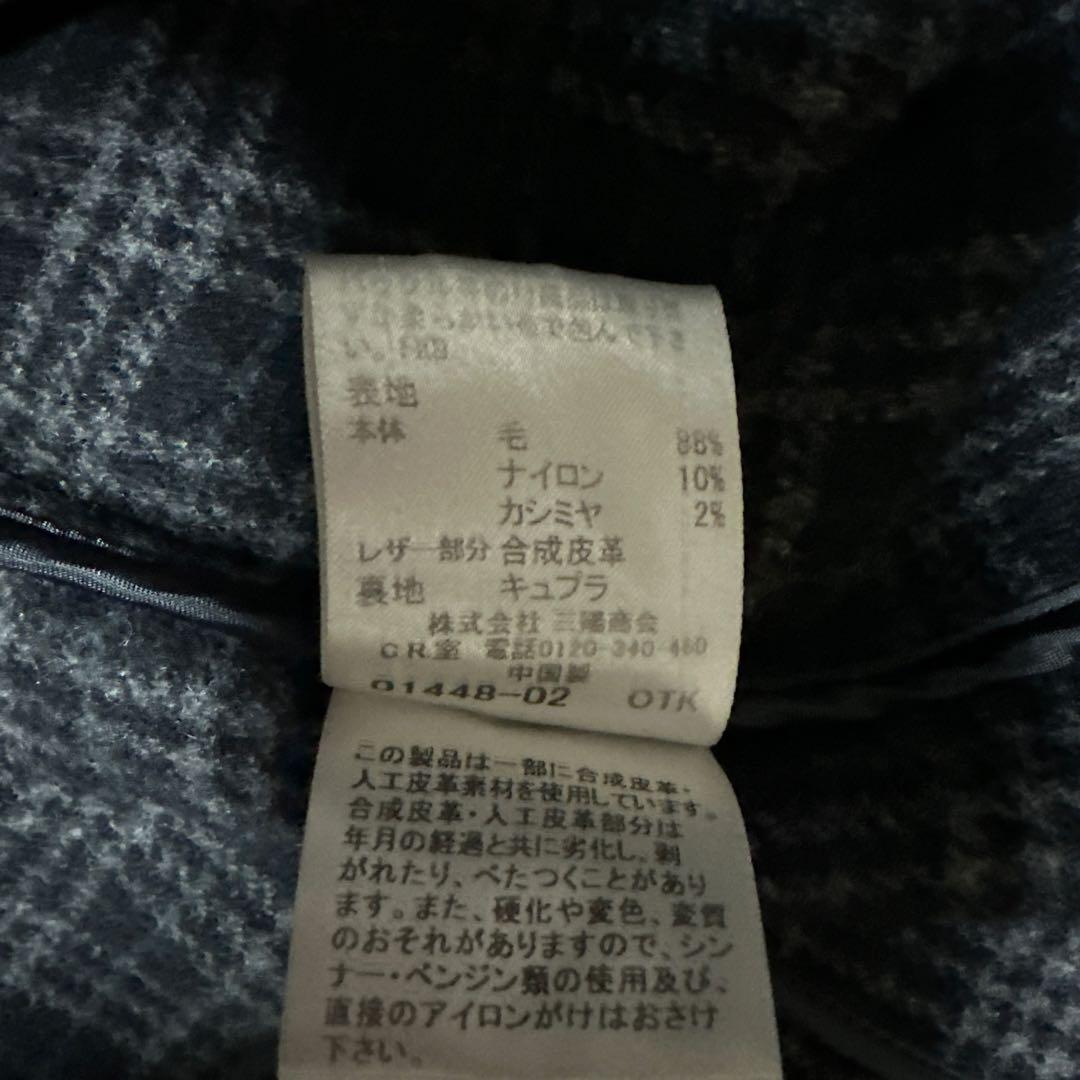 い。
表地
本体 毛 88%
ナイロン 10%
カシミヤ 2%
レザー部分 合成皮革
裏地 キュプラ
株式会社 三陽商会
CR室 電話0120-340-460
中国製
91448-02 OTK
この製品は一部に合成皮革・
人工皮革素材を使用しています。
合成皮革・人工皮革部分は
年月の経過と共に劣化し、剥
がれたり、べたつくことがあり
ます。また、硬化や変色、変質
のおそれがありますので、シン
ナー・ベンジン類の使用及び、
直接のアイロンがけはおさけ
下さい。